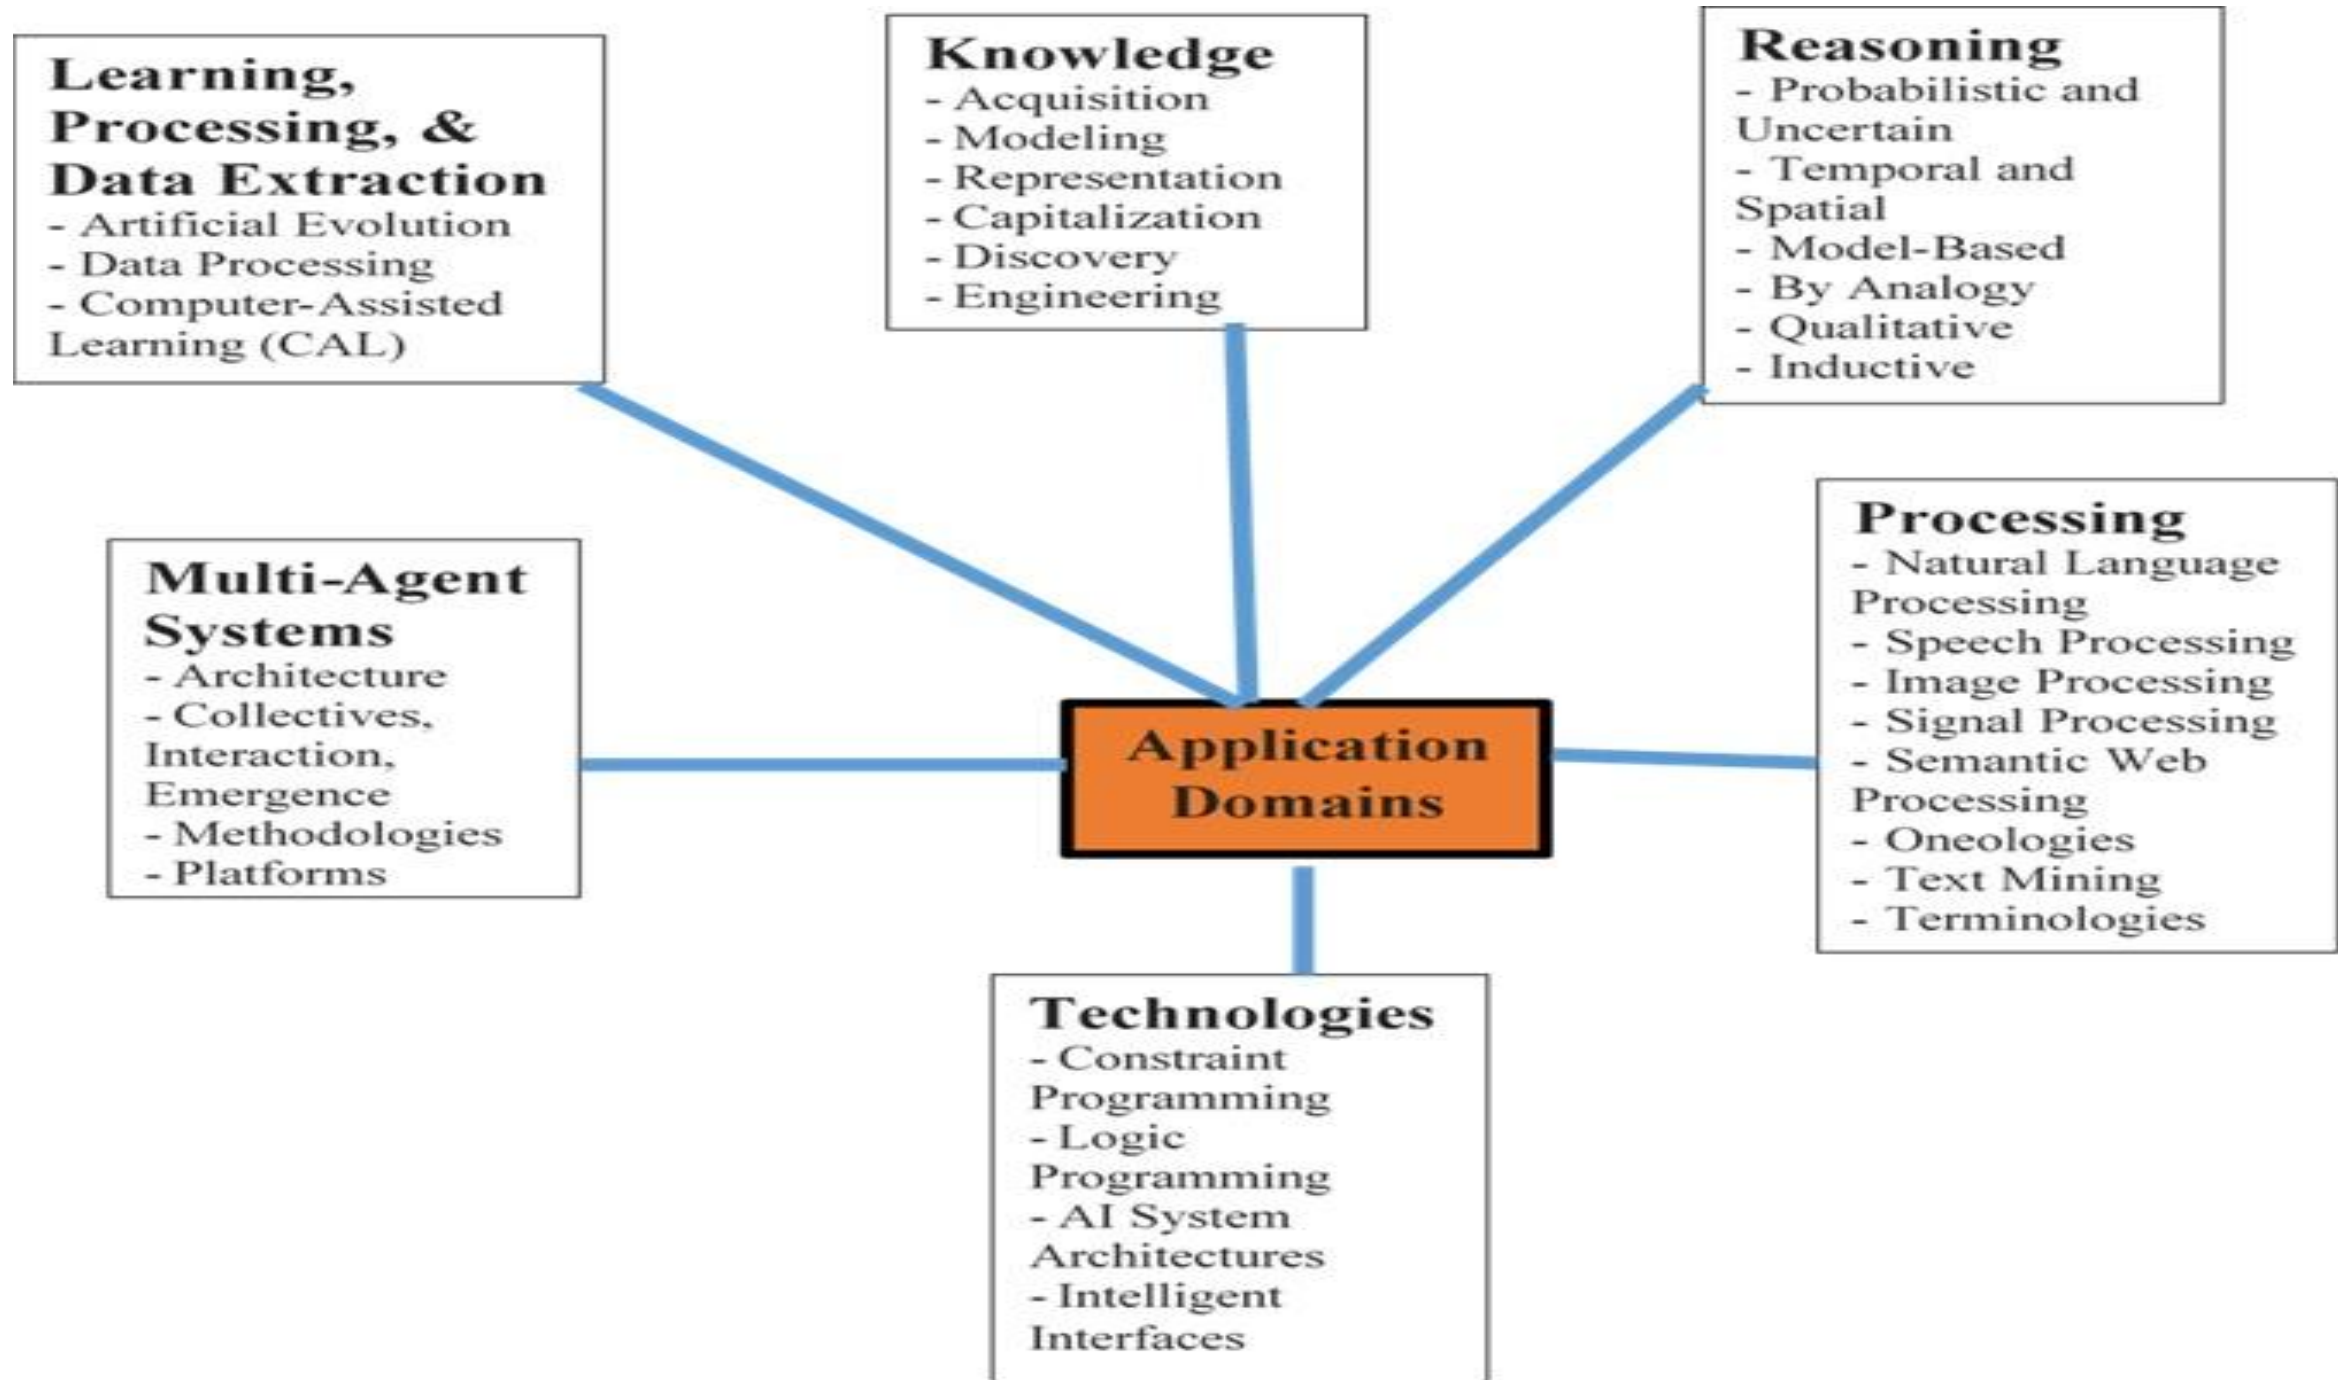 Learning,
Processing, &
Data Extraction
- Artificial Evolution
- Data Processing
- Computer-Assisted
Learning (CAL)
Knowledge
- Acquisition
- Modeling
- Representation
- Capitalization
- Discovery
- Engineering
Reasoning
- Probabilistic and
Uncertain
- Temporal and
Spatial
- Model-Based
- By Analogy
- Qualitative
- Inductive
Multi-Agent
Systems
- Architecture
- Collectives,
Interaction,
Emergence
- Methodologies
- Platforms
Application
Domains
Processing
- Natural Language
Processing
- Speech Processing
- Image Processing
- Signal Processing
- Semantic Web
Processing
- Oneologies
- Text Mining
- Terminologies
Technologies
- Constraint
Programming
- Logic
Programming
- AI System
Architectures
- Intelligent
Interfaces